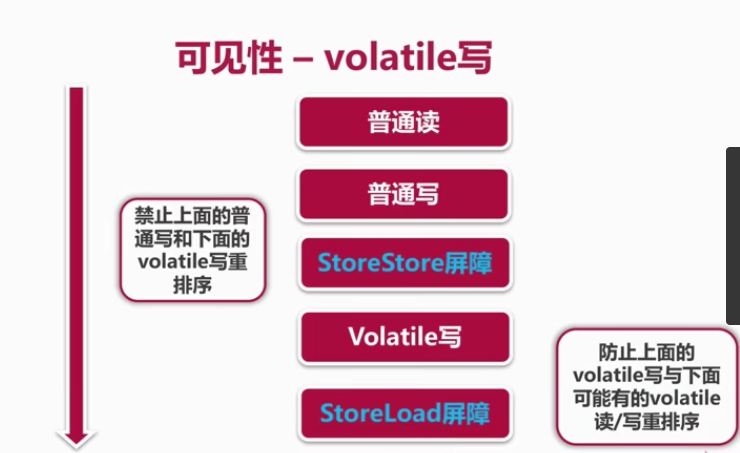 可见性 – volatile写
普通读
普通写
禁止上面的普
通写和下面的
volatile写重
排序
StoreStore屏障
Volatile写
StoreLoad屏障
防止上面的
volatile写与下面
可能有的volatile
读/写重排序